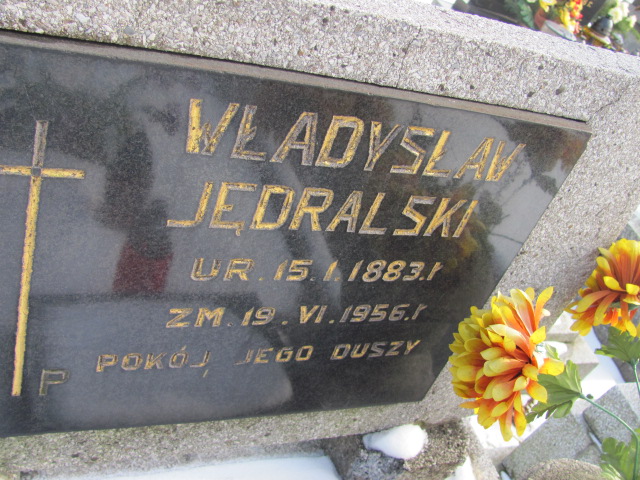 WŁADYSŁAW
JĘDRALSKI
UR. 15.I.1883.r
ZM. 19.VI.1956.r
P POKÓJ JEGO DUSZY